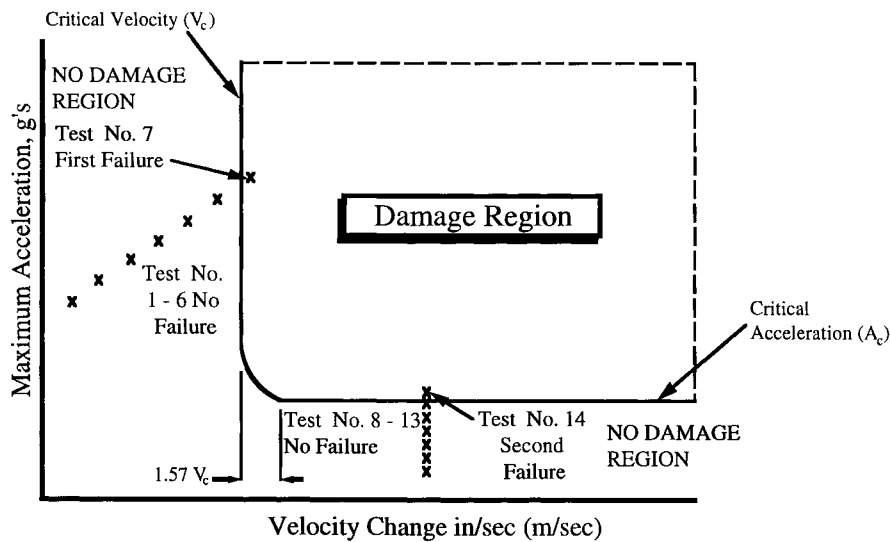 Critical Velocity (Vc)
NO DAMAGE
REGION
Test No. 7
First Failure
Maximum Acceleration, g's
Damage Region
Test No.
1 - 6 No
Failure
Critical
Acceleration (Ac)
Test No. 8 - 13
No Failure
Test No. 14
Second
Failure
NO DAMAGE
REGION
1.57 Vc
Velocity Change in/sec (m/sec)